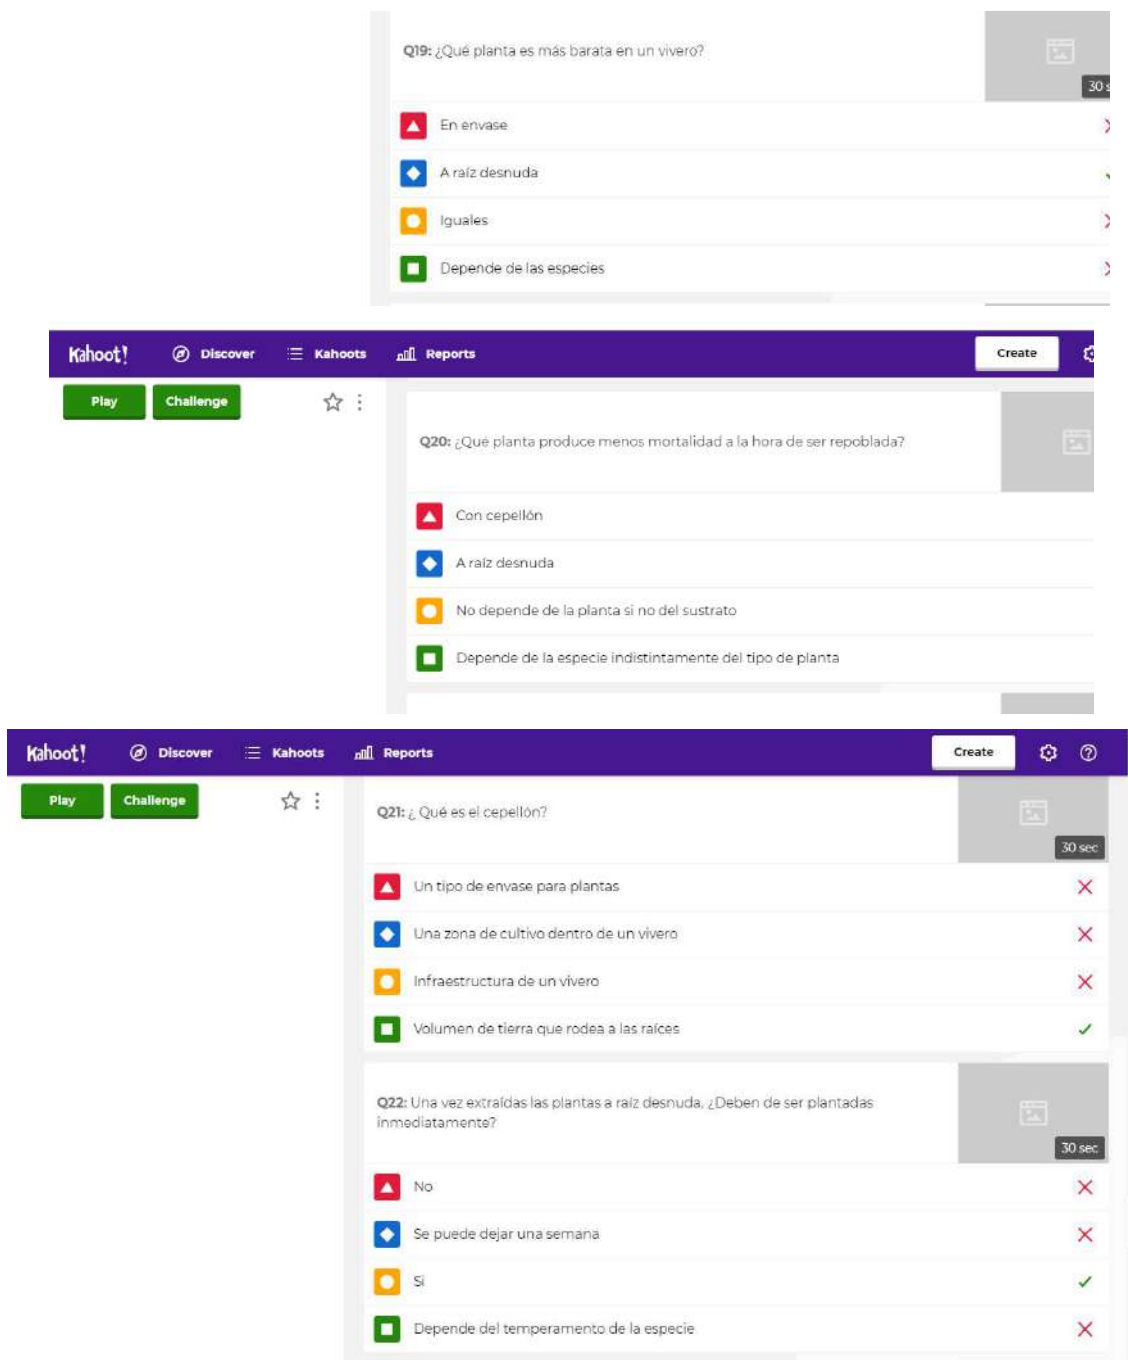 Q19: ¿Qué planta es más barata en un vivero?
30 s
En envase
A raíz desnuda
Iguales
Depende de las especies
Kahoot! Discover Kahoots Reports Create
Play Challenge
Q20: ¿Qué planta produce menos mortalidad a la hora de ser repoblada?
Con cepellón
A raíz desnuda
No depende de la planta si no del sustrato
Depende de la especie indistintamente del tipo de planta
Kahoot! Discover Kahoots Reports Create
Play Challenge
Q21: ¿ Qué es el cepellón?
30 sec
Un tipo de envase para plantas
Una zona de cultivo dentro de un vivero
Infraestructura de un vivero
Volumen de tierra que rodea a las raíces
Q22: Una vez extraídas las plantas a raíz desnuda, ¿Deben de ser plantadas
inmediatamente?
30 sec
No
Se puede dejar una semana
Si
Depende del temperamento de la especie